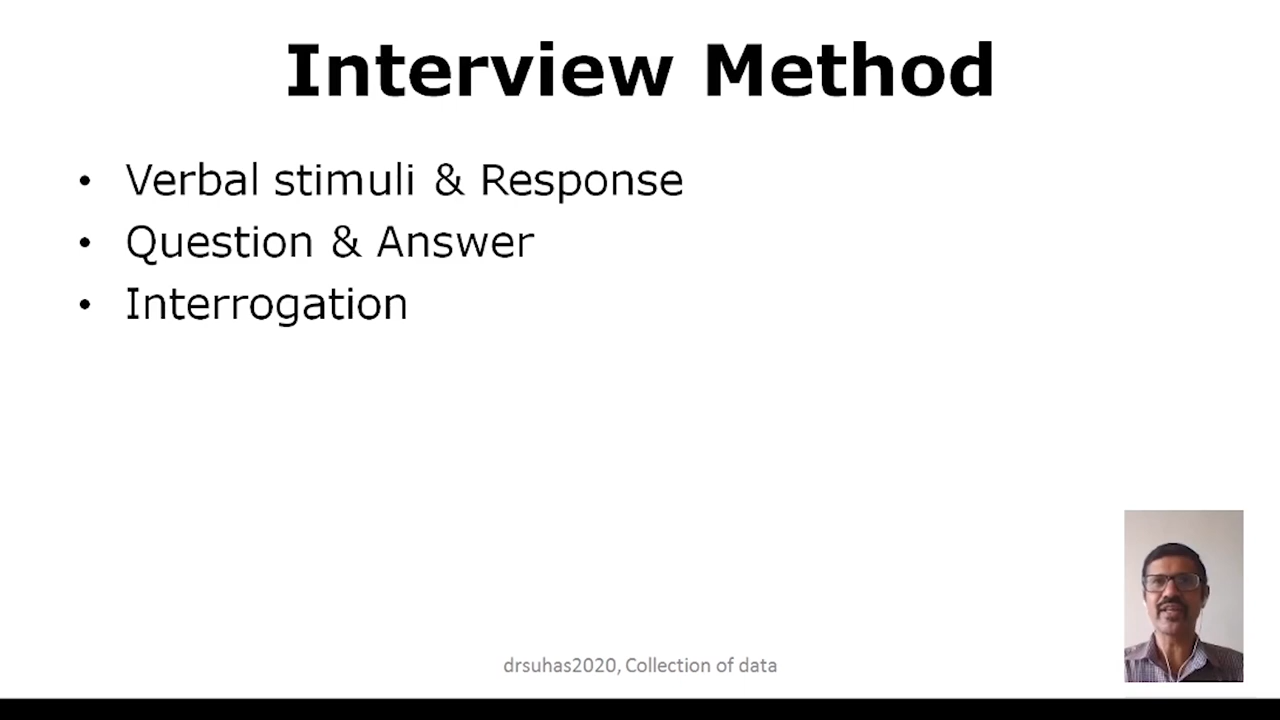 Interview Method
• Verbal stimuli & Response
• Question & Answer
• Interrogation
drsuhas2020, Collection of data